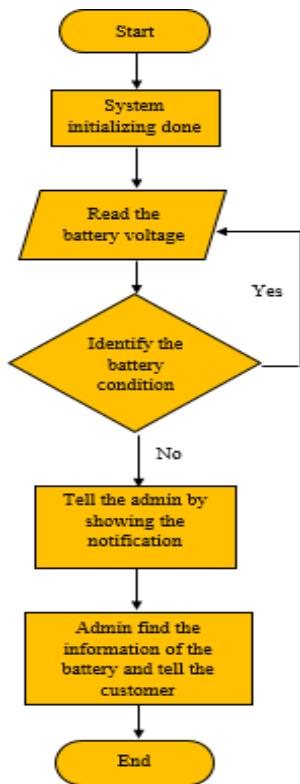 Start
System
initializing done
Read the
battery voltage
Yes
Identify the
battery
condition
No
Tell the admin by
showing the
notification
Admin find the
information of the
battery and tell the
customer
End